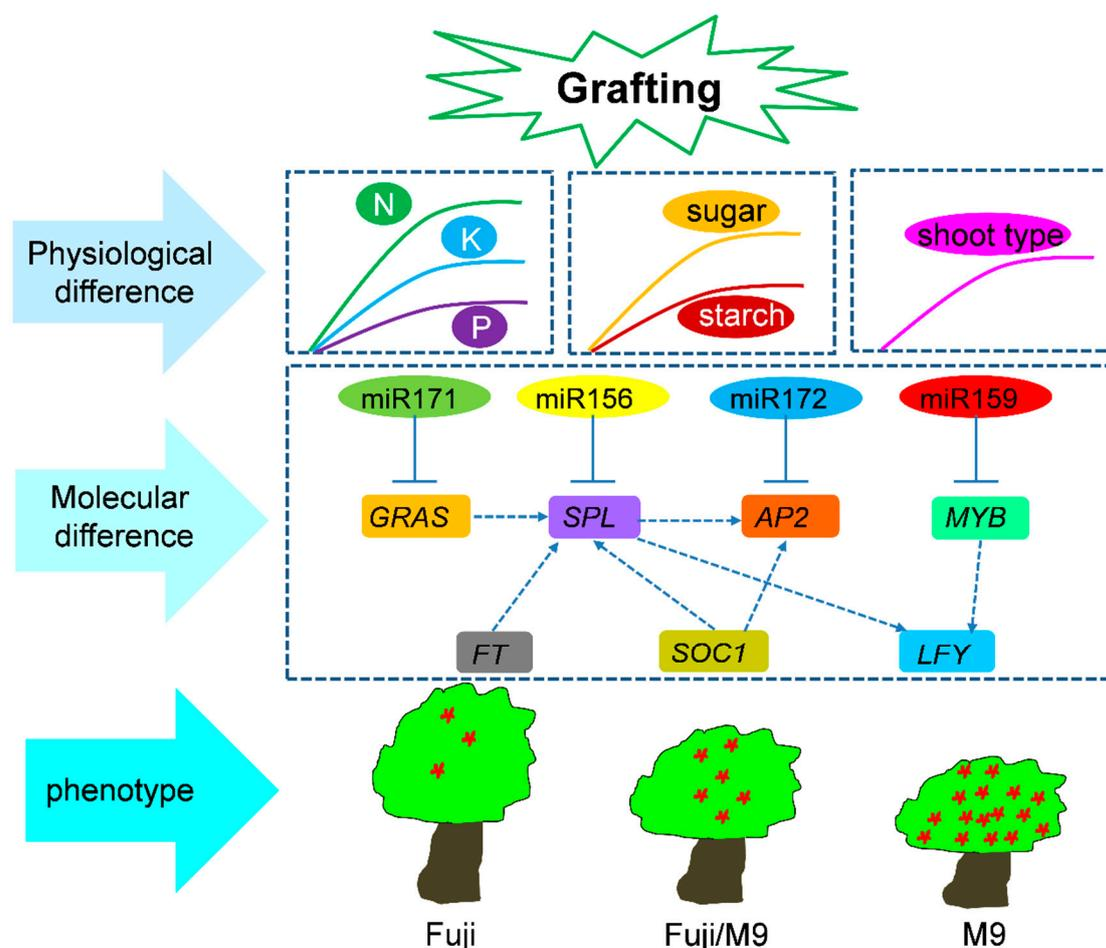 Grafting
Physiological
difference
N
K
P
sugar
starch
shoot type
Molecular
difference
miR171
miR156
miR172
miR159
GRAS
SPL
AP2
MYB
FT
SOC1
LFY
phenotype
Fuji
Fuji/M9
M9